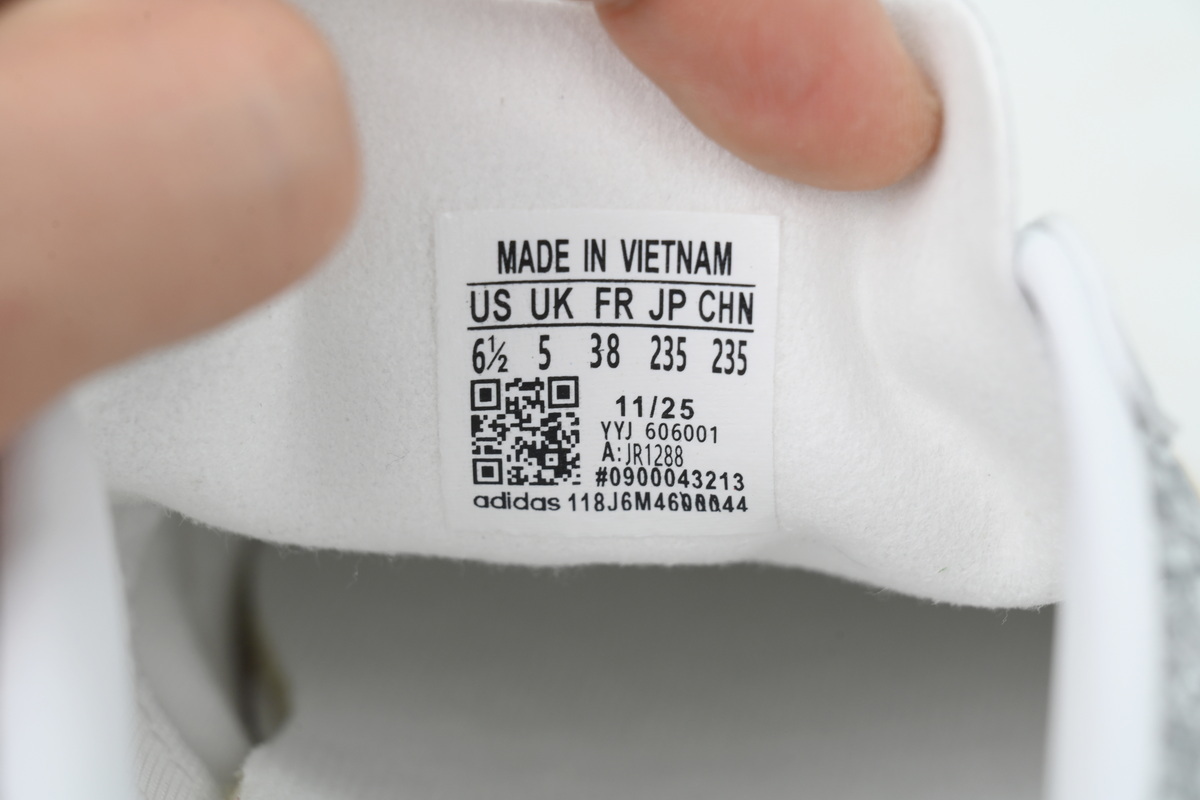 MADE IN VIETNAM
US UK FR JP CHN
6½ 5 38 235 235
11/25
YYJ 606001
A:JR1288
#0900043213
adidas